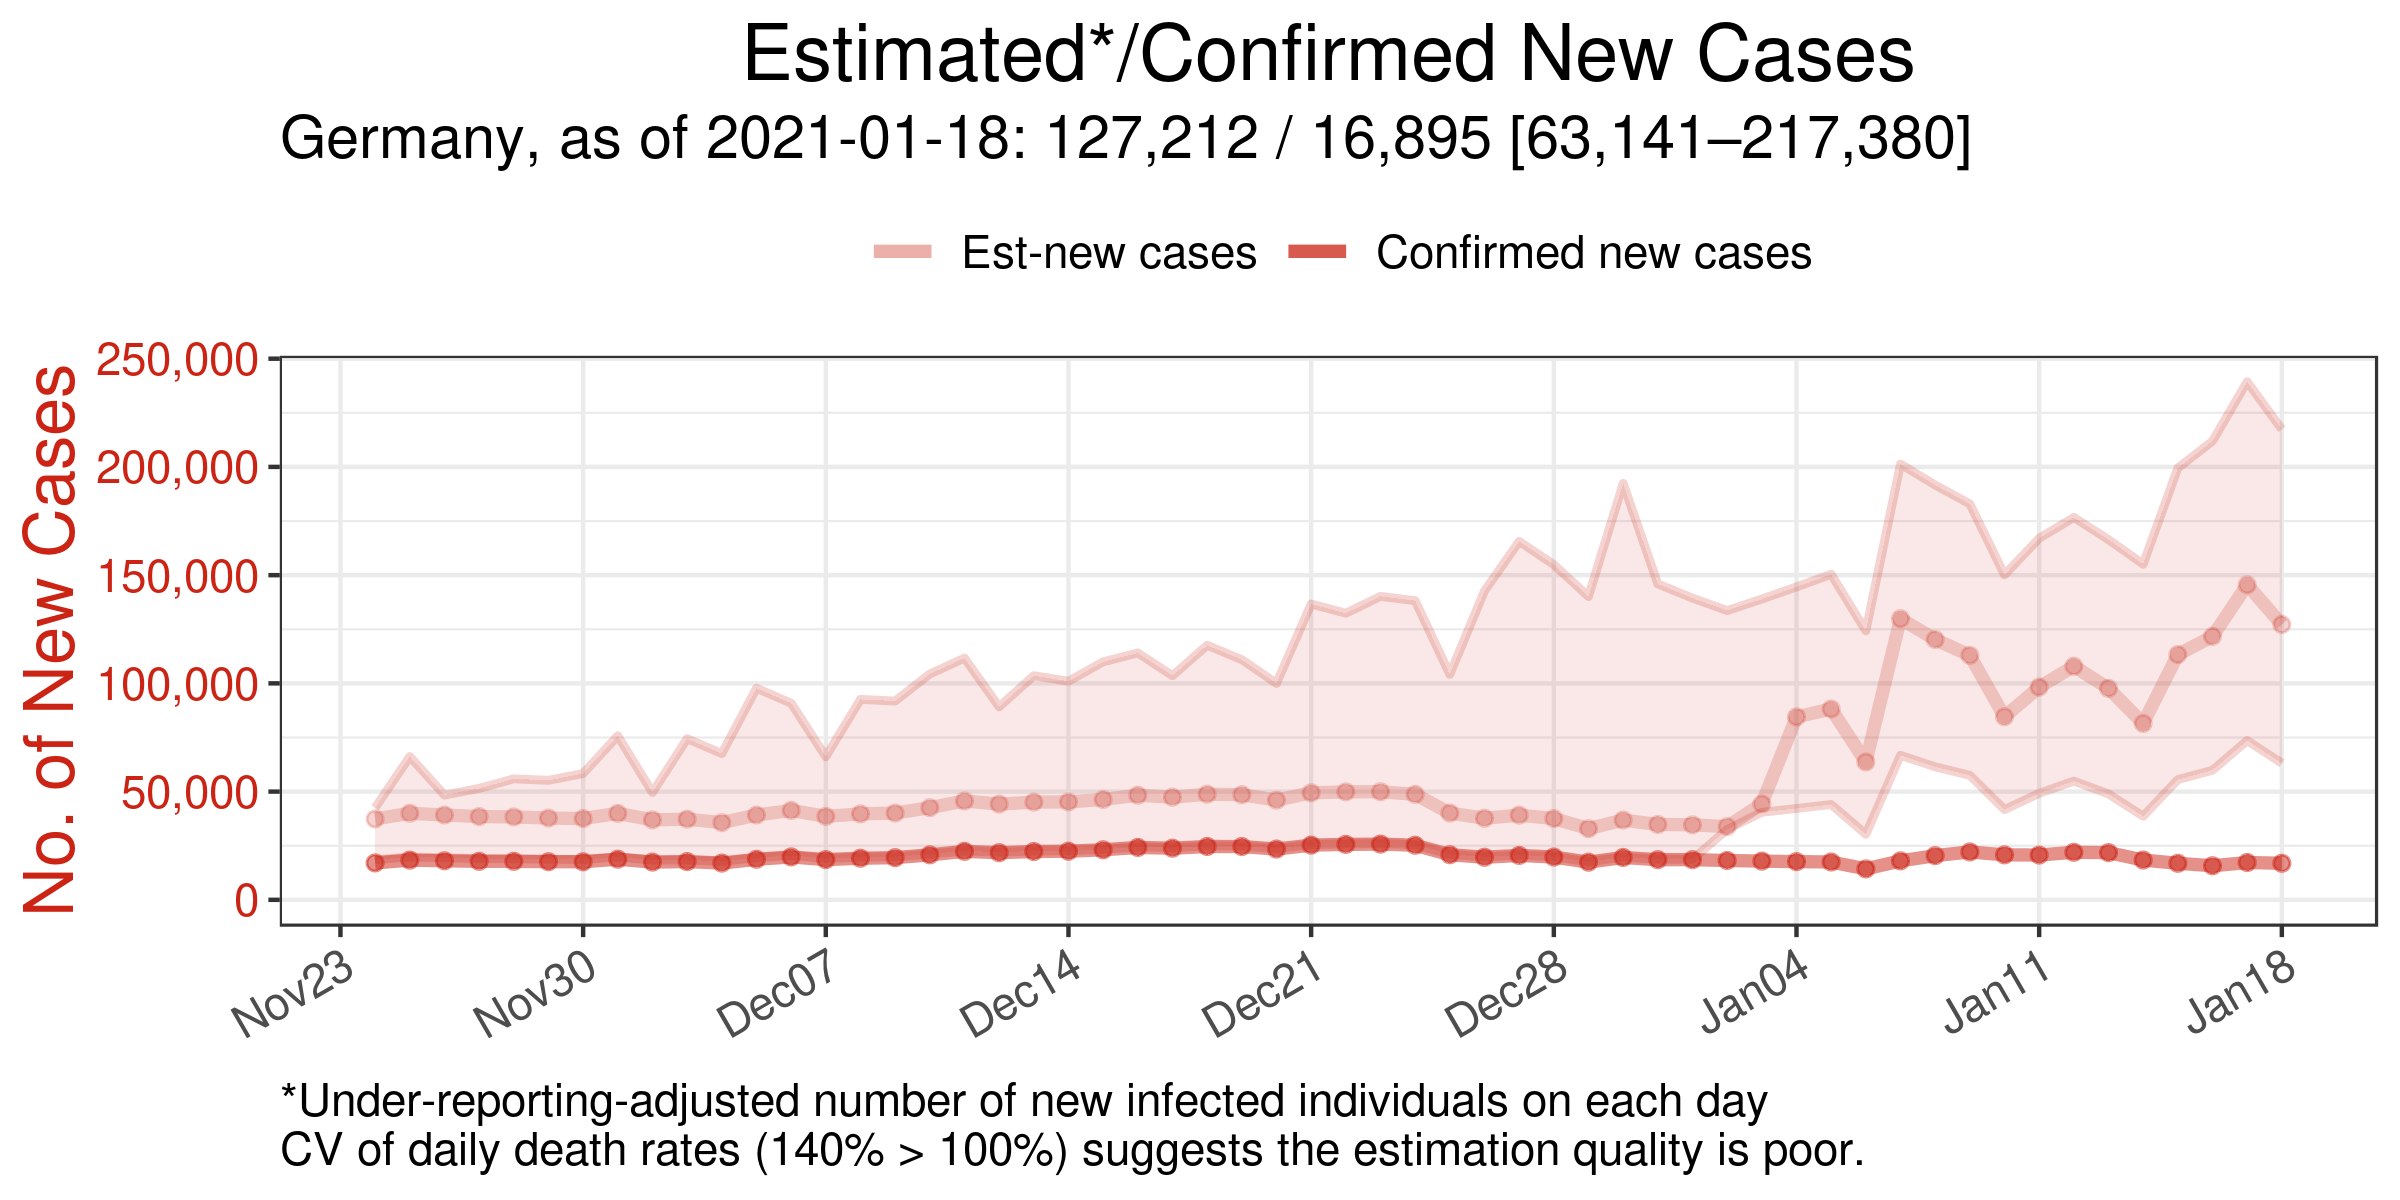 Estimated*/Confirmed New Cases
Germany, as of 2021-01-18: 127,212 / 16,895 [63,141–217,380]
Est-new cases Confirmed new cases
No. of New Cases
250,000
200,000
150,000
100,000
50,000
0
Nov23 Nov30 Dec07 Dec14 Dec21 Dec28 Jan04 Jan11 Jan18
*Under-reporting-adjusted number of new infected individuals on each day
CV of daily death rates (140% > 100%) suggests the estimation quality is poor.